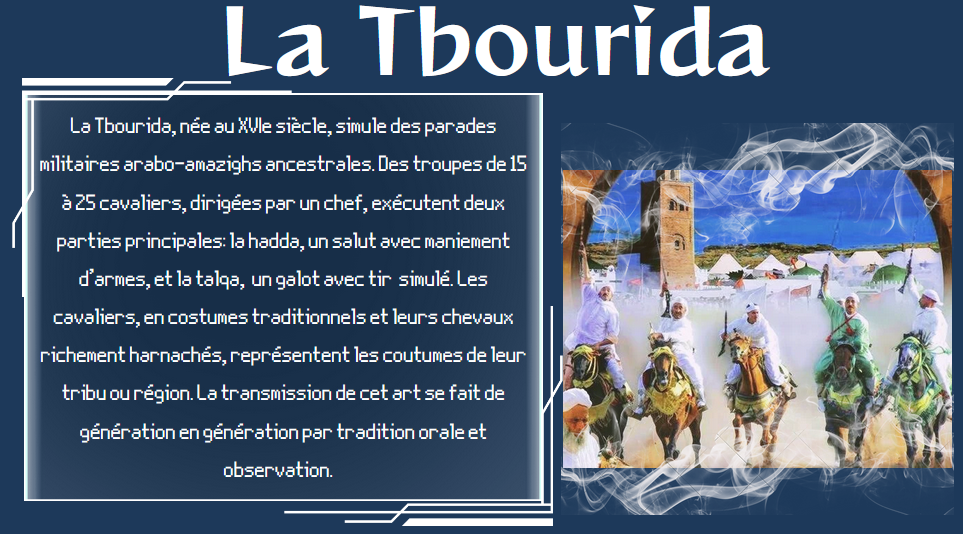 La Tbourida
La Tbourida, née au XVIe siècle, simule des parades
militaires arabo-amazighs ancestrales. Des troupes de 15
à 25 cavaliers, dirigées par un chef, exécutent deux
parties principales: la hadda, un salut avec maniement
d'armes, et la talqa, un galot avec tir simulé. Les
cavaliers, en costumes traditionnels et leurs chevaux
richement harnachés, représentent les coutumes de leur
tribu ou région. La transmission de cet art se fait de
génération en génération par tradition orale et
observation.